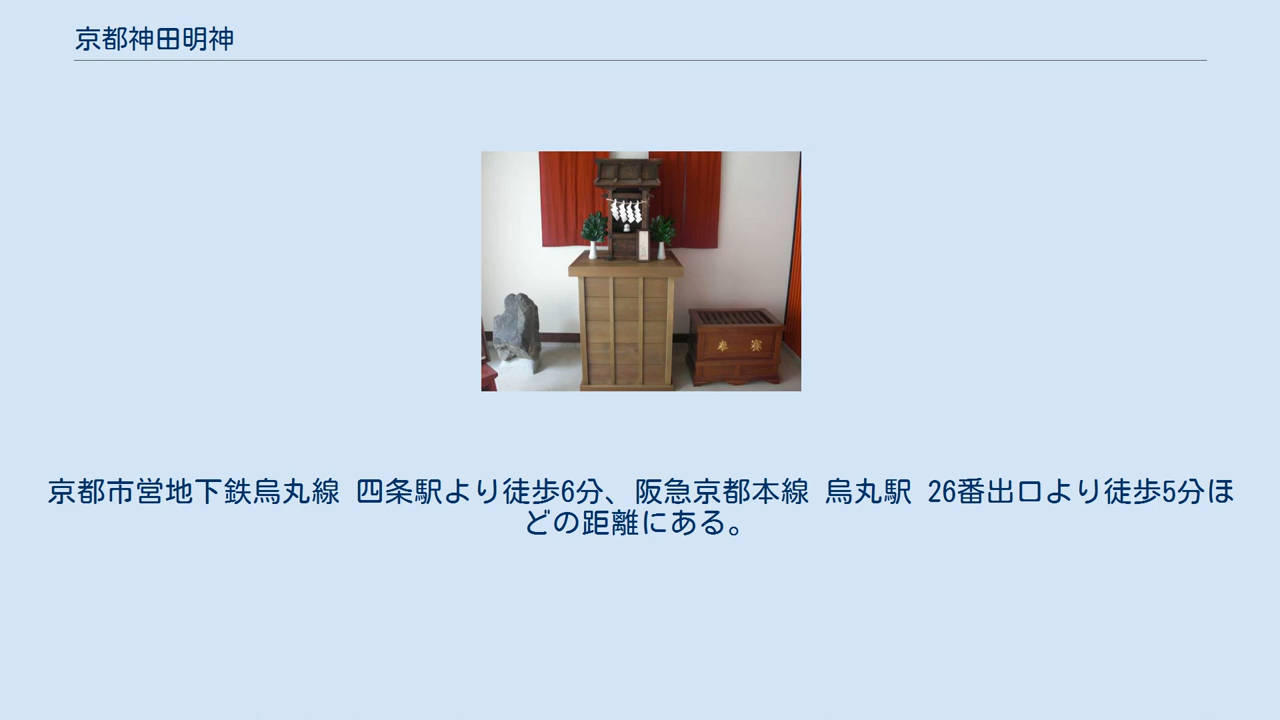 京都神田明神
奉 賽
京都市営地下鉄烏丸線 四条駅より徒歩6分、阪急京都本線 烏丸駅 26番出口より徒歩5分ほ
どの距離にある。